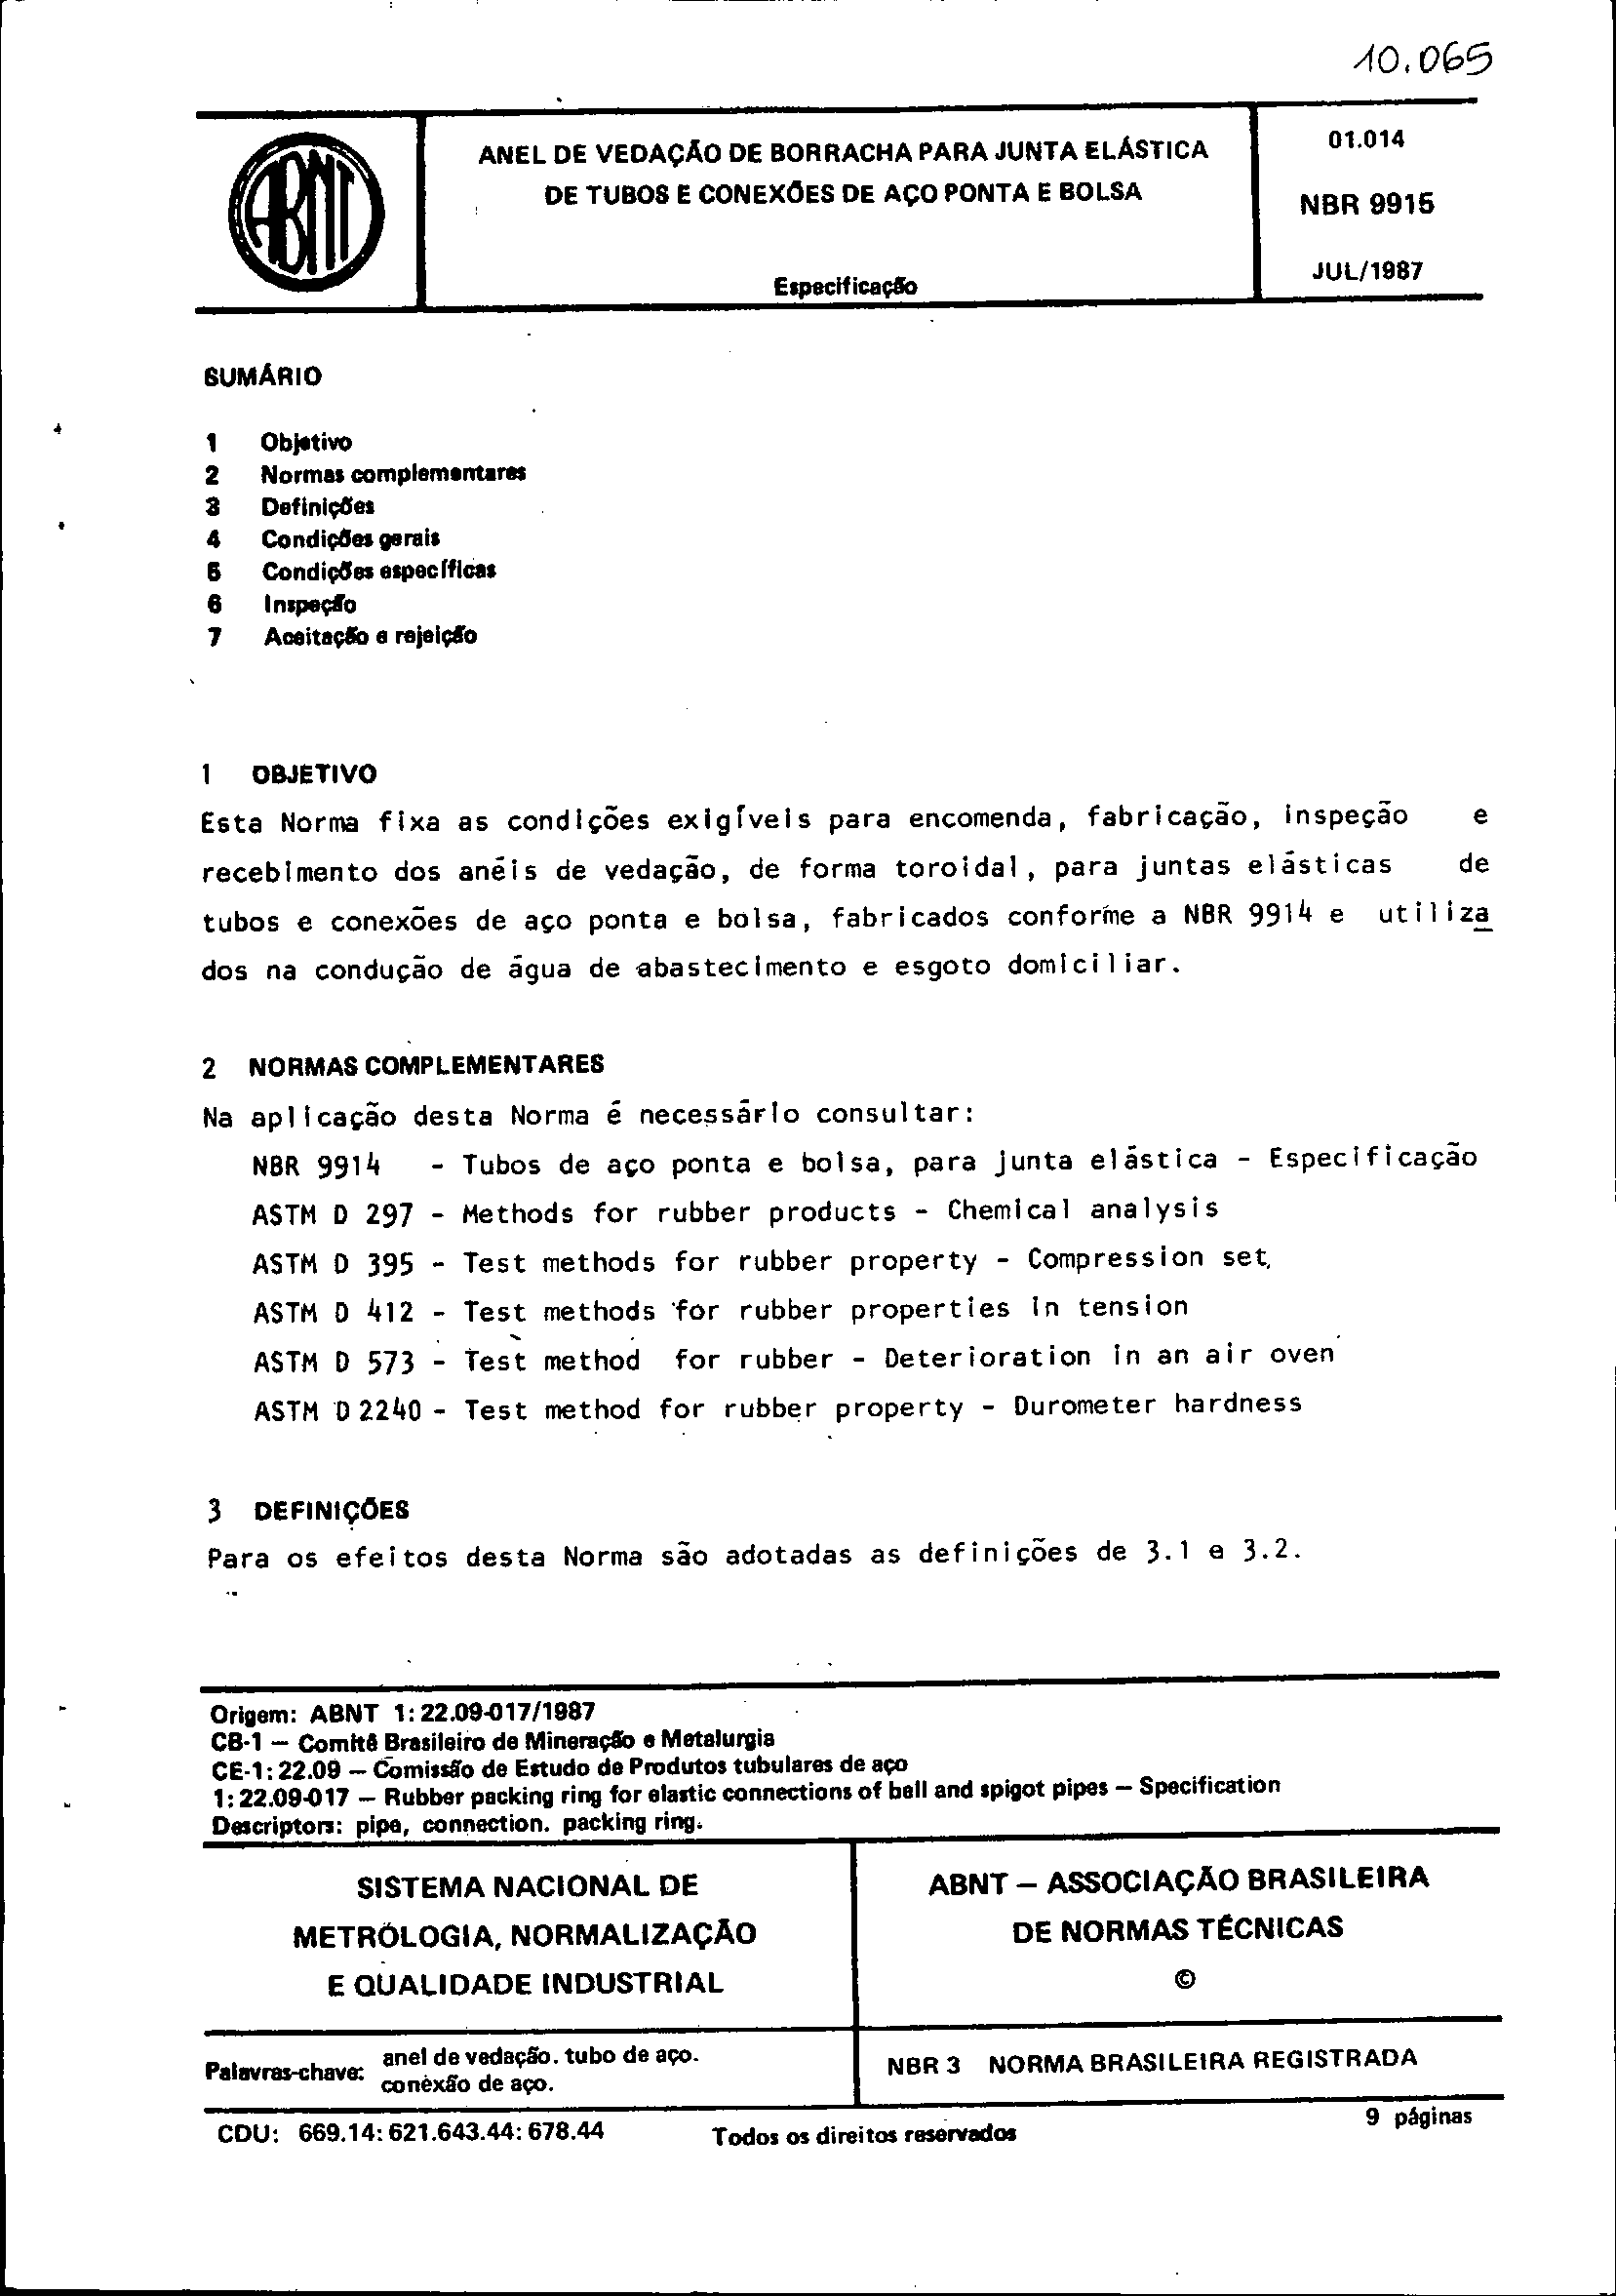 10.065
ABNT
ANEL DE VEDAÇÃO DE BORRACHA PARA JUNTA ELÁSTICA
DE TUBOS E CONEXÕES DE AÇO PONTA E BOLSA
Especificação
01.014
NBR 9915
JUL/1987
SUMÁRIO
1 Objetivo
2 Normas complementares
3 Definições
4 Condições gerais
5 Condições específicas
6 Inspeção
7 Aceitação e rejeição
1 OBJETIVO
Esta Norma fixa as condições exigíveis para encomenda, fabricação, inspeção e
recebimento dos anéis de vedação, de forma toroidal, para juntas elásticas de
tubos e conexões de aço ponta e bolsa, fabricados conforme a NBR 9914 e utiliza
dos na condução de água de abastecimento e esgoto domiciliar.
2 NORMAS COMPLEMENTARES
Na aplicação desta Norma é necessário consultar:
NBR 9914 - Tubos de aço ponta e bolsa, para junta elástica - Especificação
ASTM D 297 - Methods for rubber products - Chemical analysis
ASTM D 395 - Test methods for rubber property - Compression set,
ASTM D 412 - Test methods for rubber properties in tension
ASTM D 573 - Test method for rubber - Deterioration in an air oven
ASTM D 2240 - Test method for rubber property - Durometer hardness
3 DEFINIÇÕES
Para os efeitos desta Norma são adotadas as definições de 3.1 e 3.2.
Origem: ABNT 1:22.09-017/1987
CB-1 – Comitê Brasileiro de Mineração e Metalurgia
CE-1:22.09 – Comissão de Estudo de Produtos tubulares de aço
1:22.09-017 – Rubber packing ring for elastic connections of bell and spigot pipes – Specification
Descriptors: pipe, connection. packing ring.
SISTEMA NACIONAL DE
METROLOGIA, NORMALIZAÇÃO
E QUALIDADE INDUSTRIAL
ABNT – ASSOCIAÇÃO BRASILEIRA
DE NORMAS TÉCNICAS
©
Palavras-chave: anel de vedação. tubo de aço.
conexão de aço.
NBR 3 NORMA BRASILEIRA REGISTRADA
CDU: 669.14:621.643.44:678.44
Todos os direitos reservados
9 páginas